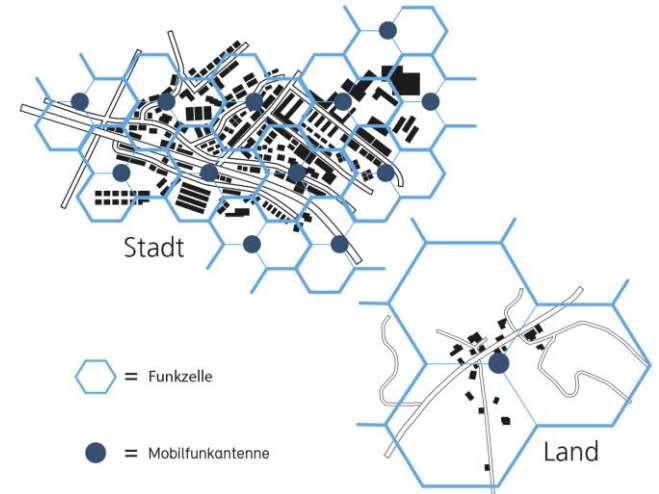 Stadt
Land
= Funkzelle
= Mobilfunkantenne